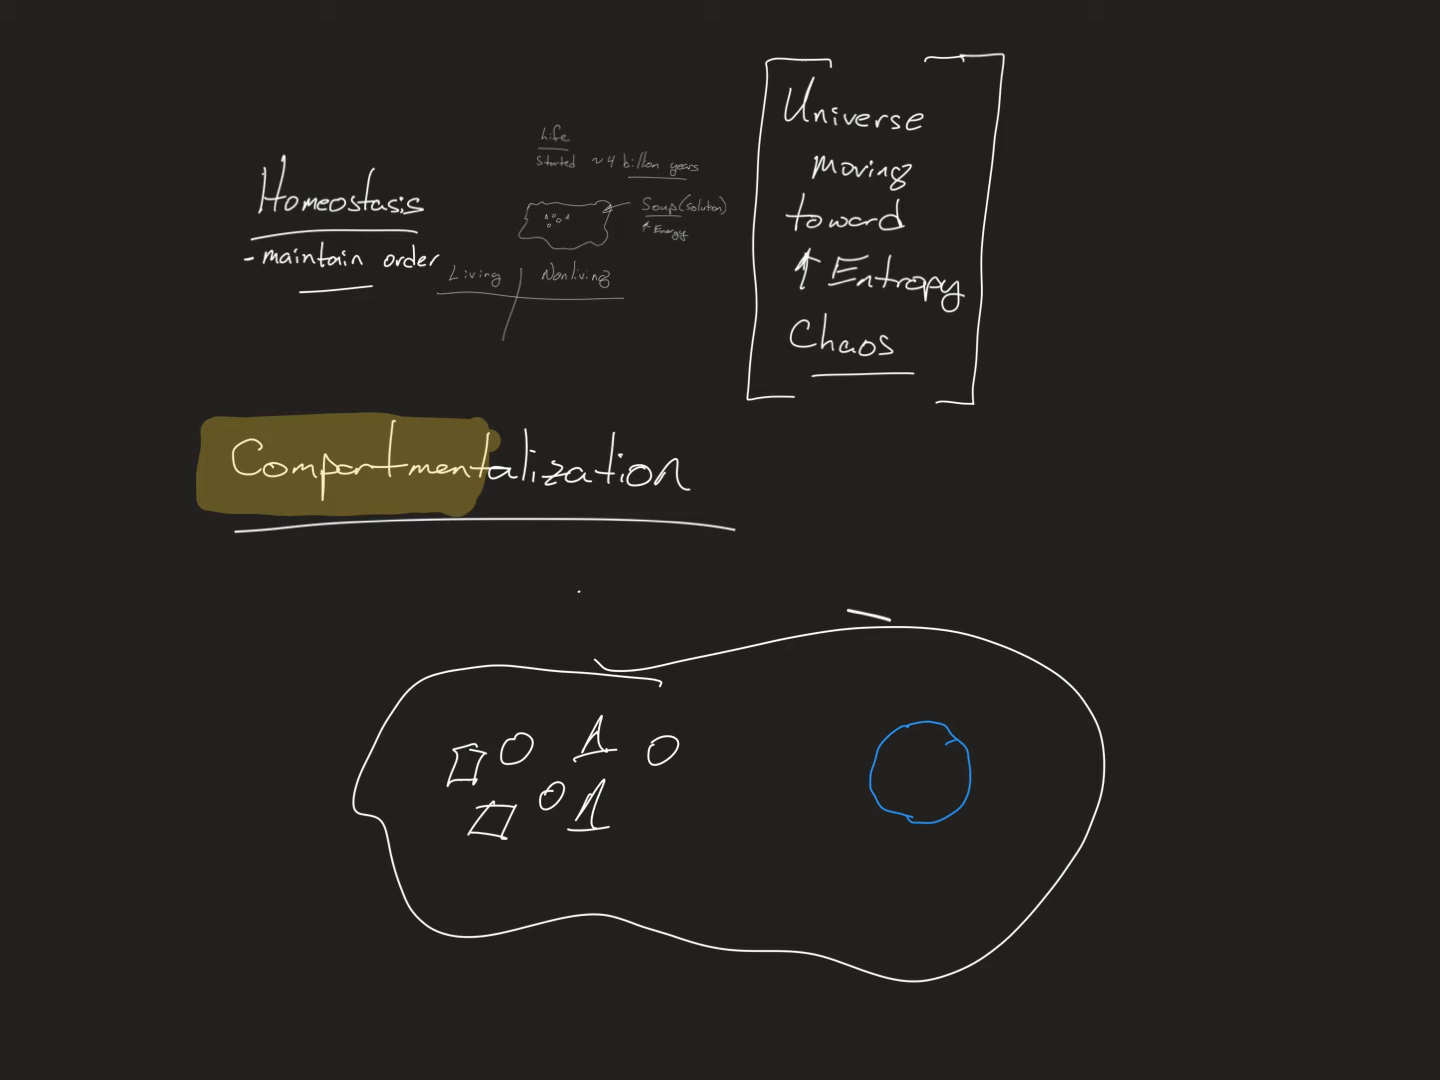 Life
Started ~4 billion years
Soup (solution)
↑ Energy
Living | Nonliving
Homeostasis
- maintain order
Universe
moving
toward
↑ Entropy
Chaos
Compartmentalization